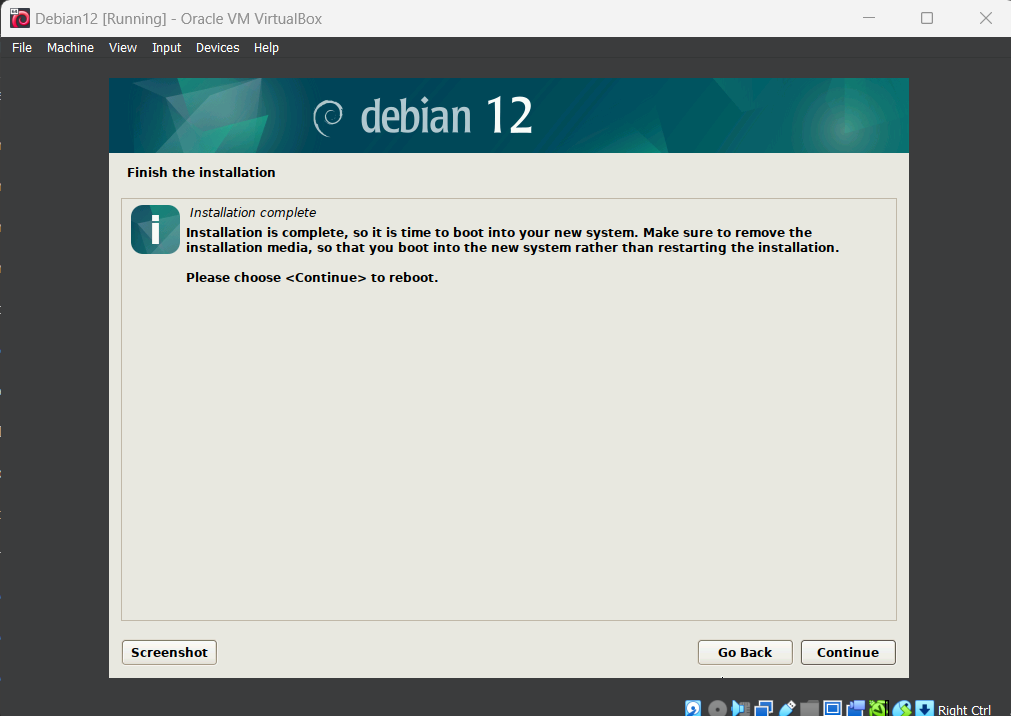 Debian12 [Running] - Oracle VM VirtualBox
File Machine View Input Devices Help
debian 12
Finish the installation
Installation complete
Installation is complete, so it is time to boot into your new system. Make sure to remove the
installation media, so that you boot into the new system rather than restarting the installation.
Please choose <Continue> to reboot.
Screenshot
Go Back
Continue
Right Ctrl